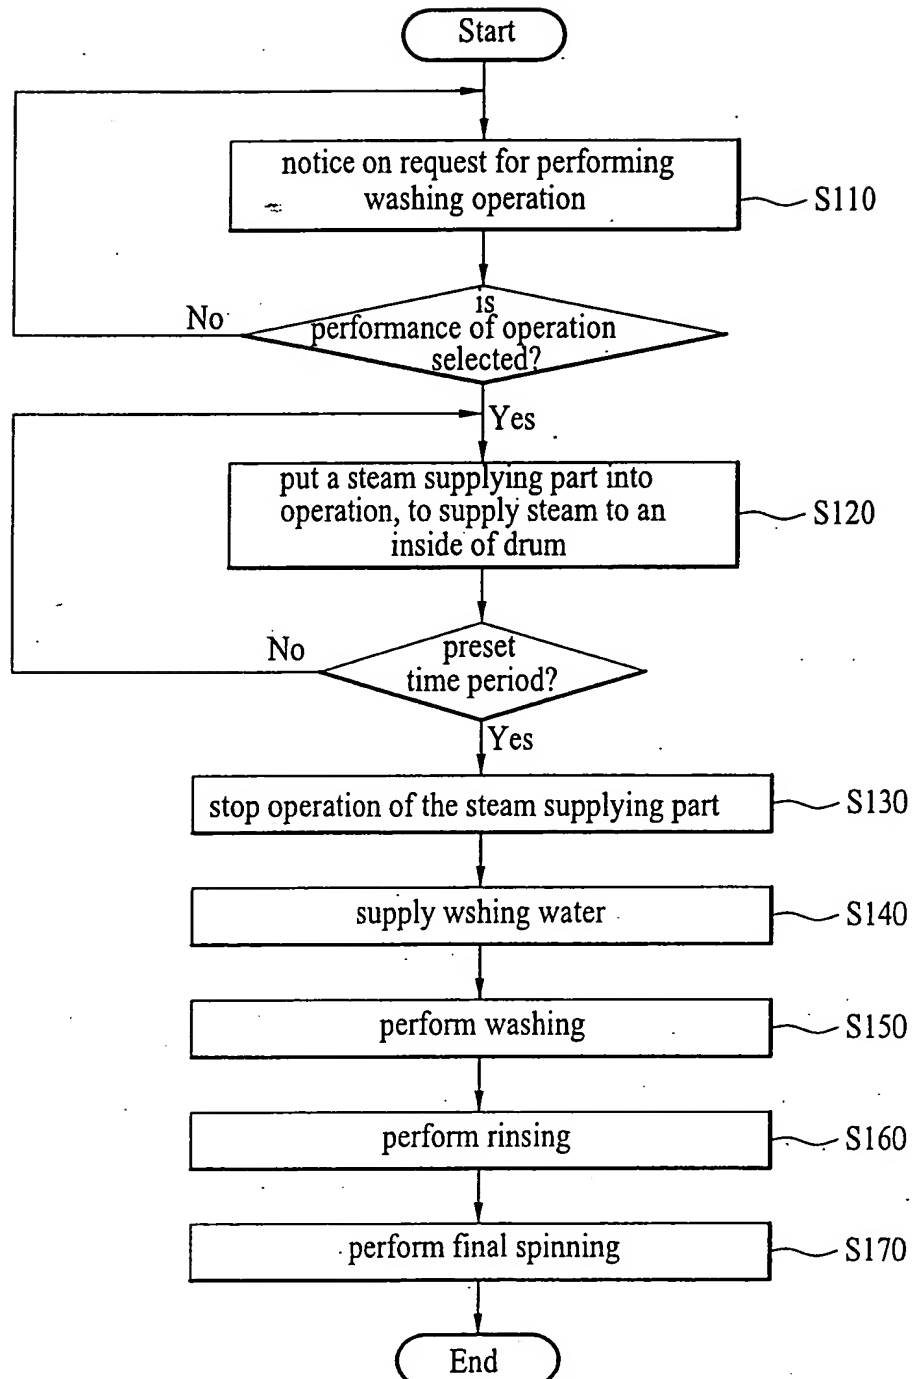 Start
notice on request for performing
washing operation
S110
is
performance of operation
selected?
No
Yes
put a steam supplying part into
operation, to supply steam to an
inside of drum
S120
preset
time period?
No
Yes
stop operation of the steam supplying part
S130
supply wshing water
S140
perform washing
S150
perform rinsing
S160
perform final spinning
S170
End